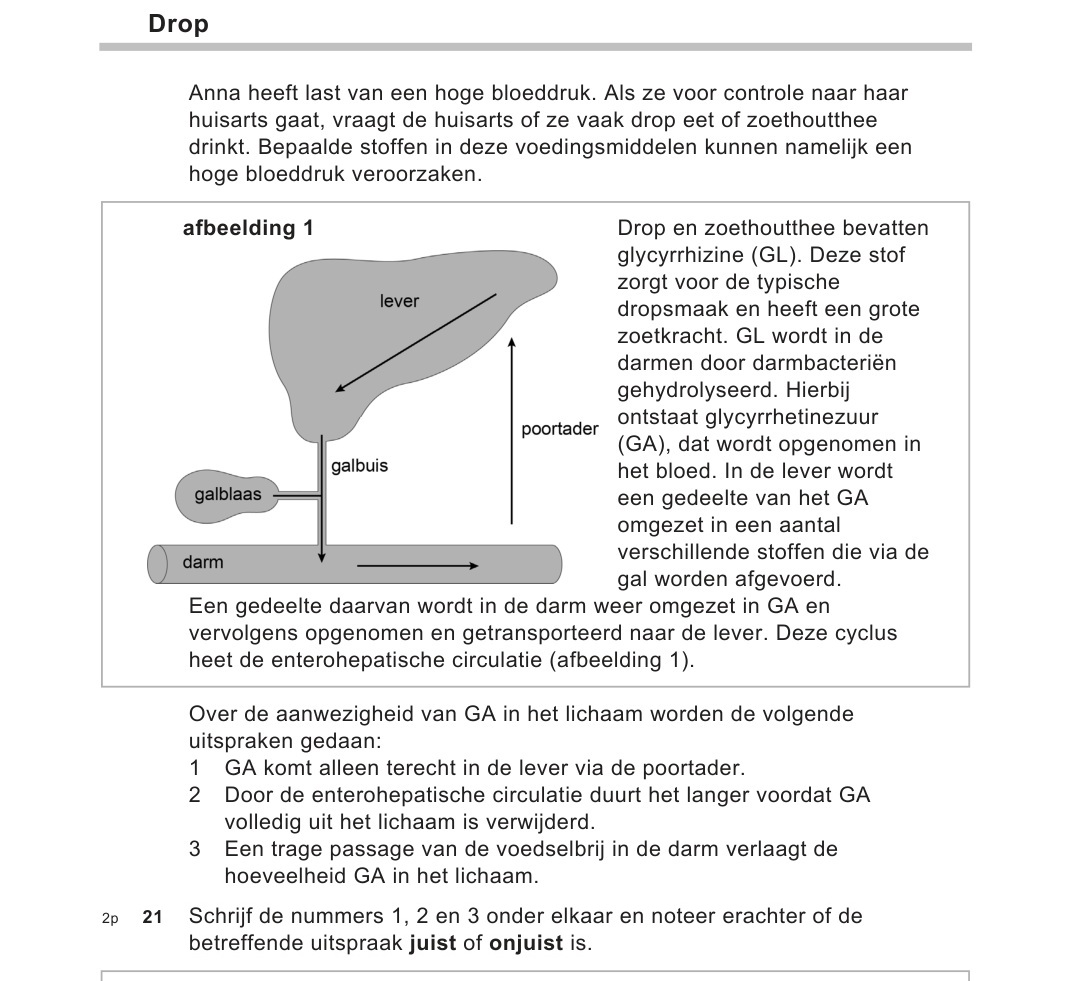 Drop
Anna heeft last van een hoge bloeddruk. Als ze voor controle naar haar
huisarts gaat, vraagt de huisarts of ze vaak drop eet of zoethoutthee
drinkt. Bepaalde stoffen in deze voedingsmiddelen kunnen namelijk een
hoge bloeddruk veroorzaken.
afbeelding 1
lever
poortader
galbuis
galblaas
darm
Drop en zoethoutthee bevatten
glycyrrhizine (GL). Deze stof
zorgt voor de typische
dropsmaak en heeft een grote
zoetkracht. GL wordt in de
darmen door darmbacteriën
gehydrolyseerd. Hierbij
ontstaat glycyrrhetinezuur
(GA), dat wordt opgenomen in
het bloed. In de lever wordt
een gedeelte van het GA
omgezet in een aantal
verschillende stoffen die via de
gal worden afgevoerd.
Een gedeelte daarvan wordt in de darm weer omgezet in GA en
vervolgens opgenomen en getransporteerd naar de lever. Deze cyclus
heet de enterohepatische circulatie (afbeelding 1).
Over de aanwezigheid van GA in het lichaam worden de volgende
uitspraken gedaan:
1 GA komt alleen terecht in de lever via de poortader.
2 Door de enterohepatische circulatie duurt het langer voordat GA
volledig uit het lichaam is verwijderd.
3 Een trage passage van de voedselbrij in de darm verlaagt de
hoeveelheid GA in het lichaam.
2p 21 Schrijf de nummers 1, 2 en 3 onder elkaar en noteer erachter of de
betreffende uitspraak juist of onjuist is.